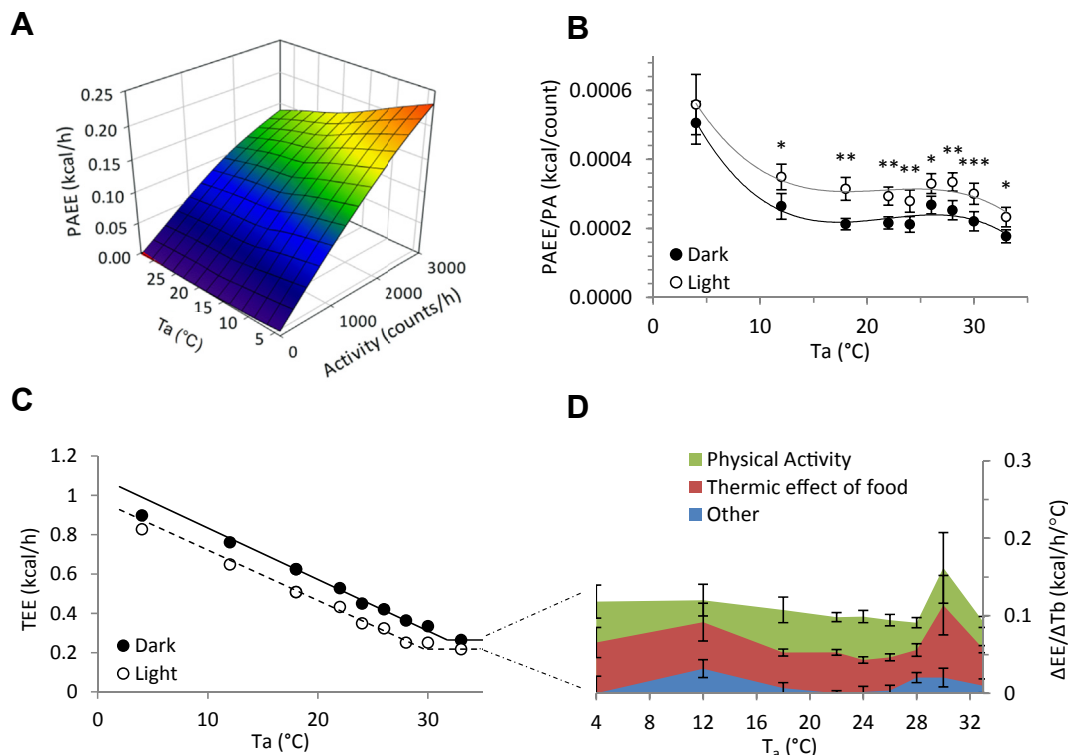 A
PAEE (kcal/h)
0.25
0.20
0.15
0.10
0.05
0.00
25
20
15
10
5
Ta (°C)
0
1000
2000
3000
Activity (counts/h)
B
PAEE/PA (kcal/count)
0.0006
0.0004
0.0002
0.0000
* ** ** ** * ** *** *
Dark
Light
0 10 20 30
Ta (°C)
C
TEE (kcal/h)
1.2
1
0.8
0.6
0.4
0.2
0
Dark
Light
0 10 20 30
Ta (°C)
D
Physical Activity
Thermic effect of food
Other
0.3
0.2
0.1
0
ΔEE/ΔTb (kcal/h/°C)
4 8 12 16 20 24 28 32
Ta (°C)